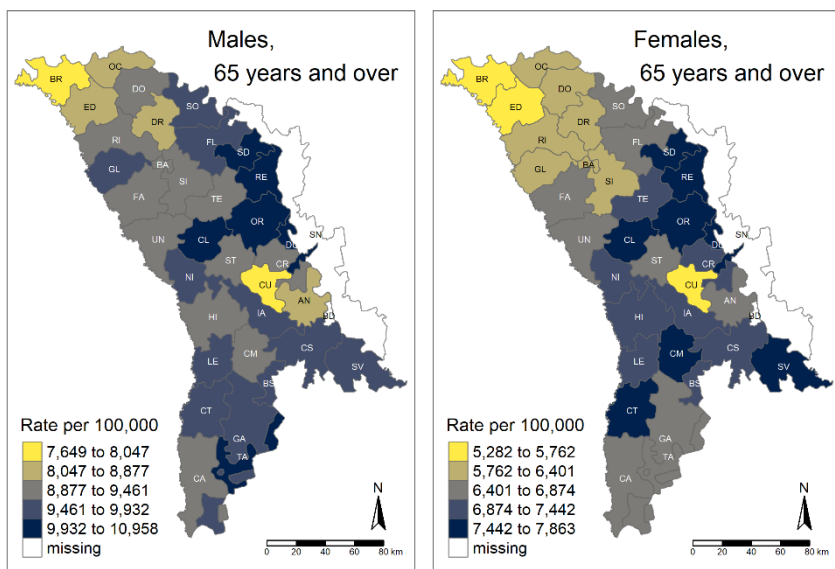 Males,
65 years and over
BR
OC
DO
ED
SO
DR
RI
FL
SD
BA
GL
RE
SI
FA
TE
OR
UN
CL
DU
SN
ST
CR
NI
CU
AN
HI
IA
BD
CM
CS
LE
SV
BS
CT
GA
TA
CA
Rate per 100,000
7,649 to 8,047
8,047 to 8,877
8,877 to 9,461
9,461 to 9,932
9,932 to 10,958
missing
N
0 20 40 60 80 km
Females,
65 years and over
BR
OC
DO
ED
SO
DR
RI
FL
SD
BA
GL
RE
SI
FA
TE
OR
UN
CL
DU
SN
ST
CR
NI
CU
AN
HI
IA
BD
CM
CS
LE
SV
BS
CT
GA
TA
CA
Rate per 100,000
5,282 to 5,762
5,762 to 6,401
6,401 to 6,874
6,874 to 7,442
7,442 to 7,863
missing
N
0 20 40 60 80 km